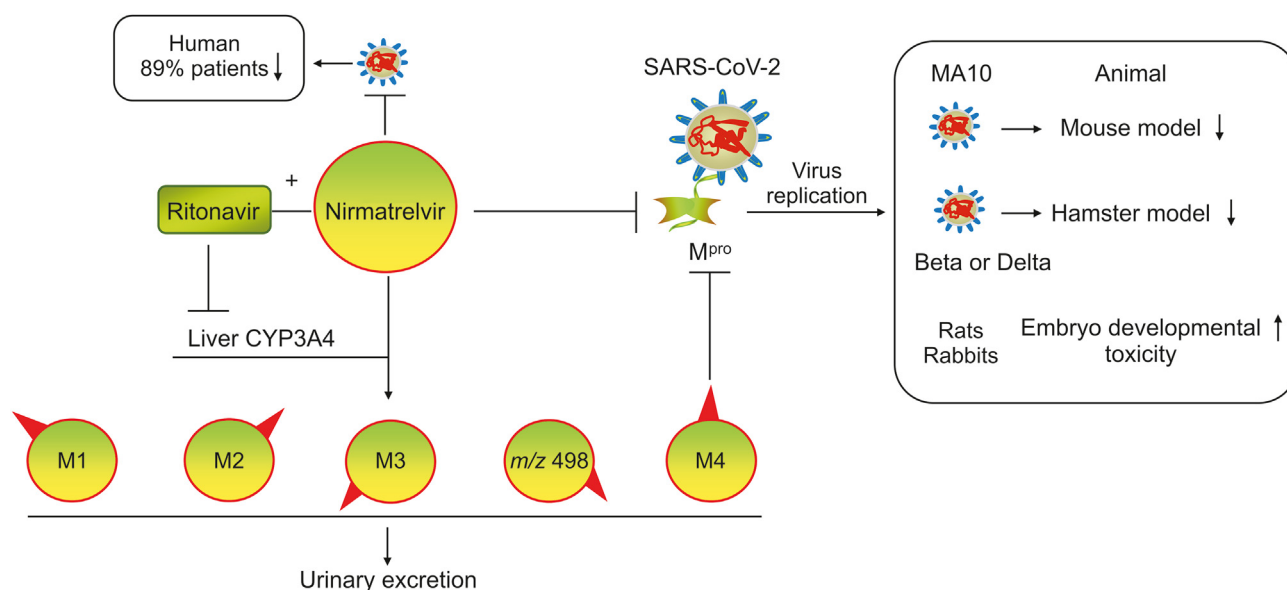 Human
89% patients ↓
SARS-CoV-2
MA10
Animal
Mouse model ↓
Virus
replication
+
Ritonavir
Nirmatrelvir
Hamster model ↓
Mpro
Beta or Delta
Liver CYP3A4
Rats
Rabbits
Embryo developmental ↑
toxicity
M1
M2
M3
m/z 498
M4
Urinary excretion